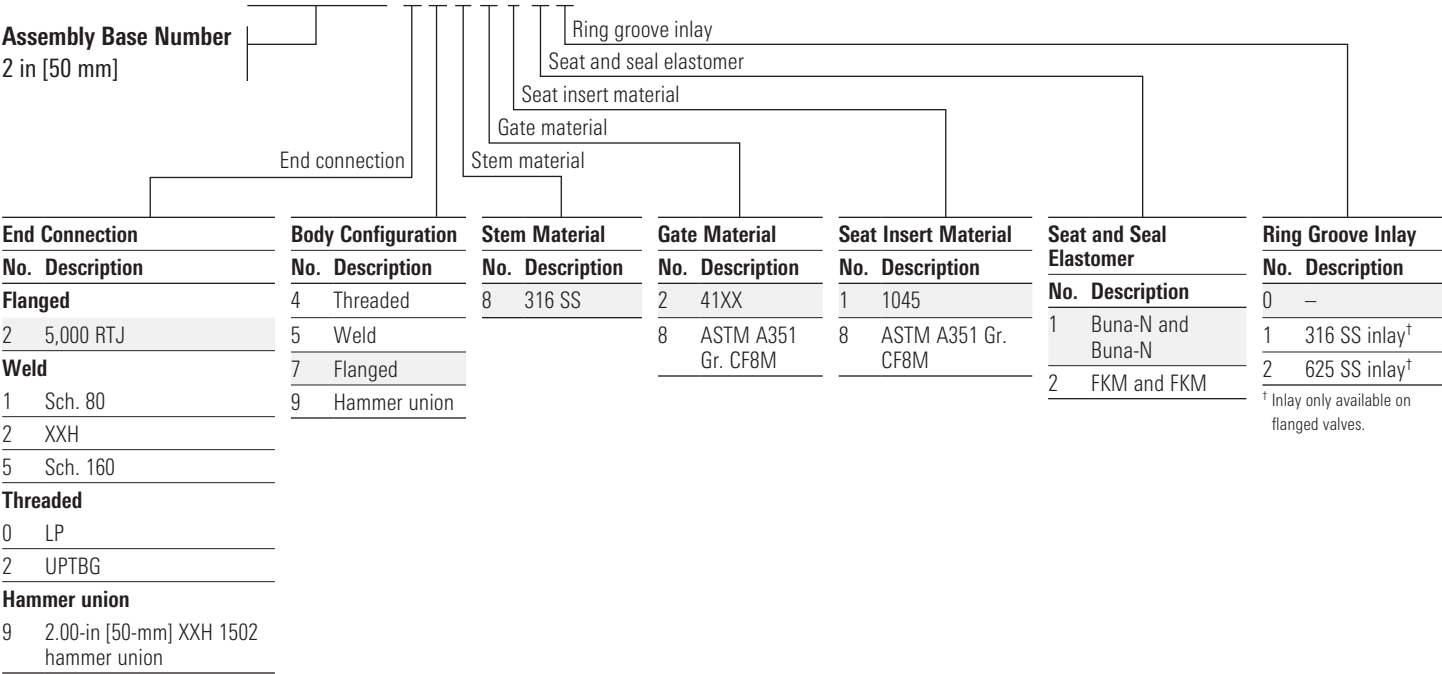 Assembly Base Number
2 in [50 mm]
Ring groove inlay
Seat and seal elastomer
Seat insert material
Gate material
End connection
Stem material
End Connection
No. Description
Flanged
2 5,000 RTJ
Weld
1 Sch. 80
2 XXH
5 Sch. 160
Threaded
0 LP
2 UPTBG
Hammer union
9 2.00-in [50-mm] XXH 1502
hammer union
Body Configuration
No. Description
4 Threaded
5 Weld
7 Flanged
9 Hammer union
Stem Material
No. Description
8 316 SS
Gate Material
No. Description
2 41XX
8 ASTM A351
Gr. CF8M
Seat Insert Material
No. Description
1 1045
8 ASTM A351 Gr.
CF8M
Seat and Seal
Elastomer
No. Description
1 Buna-N and
Buna-N
2 FKM and FKM
Ring Groove Inlay
No. Description
0 –
1 316 SS inlay†
2 625 SS inlay†
† Inlay only available on
flanged valves.